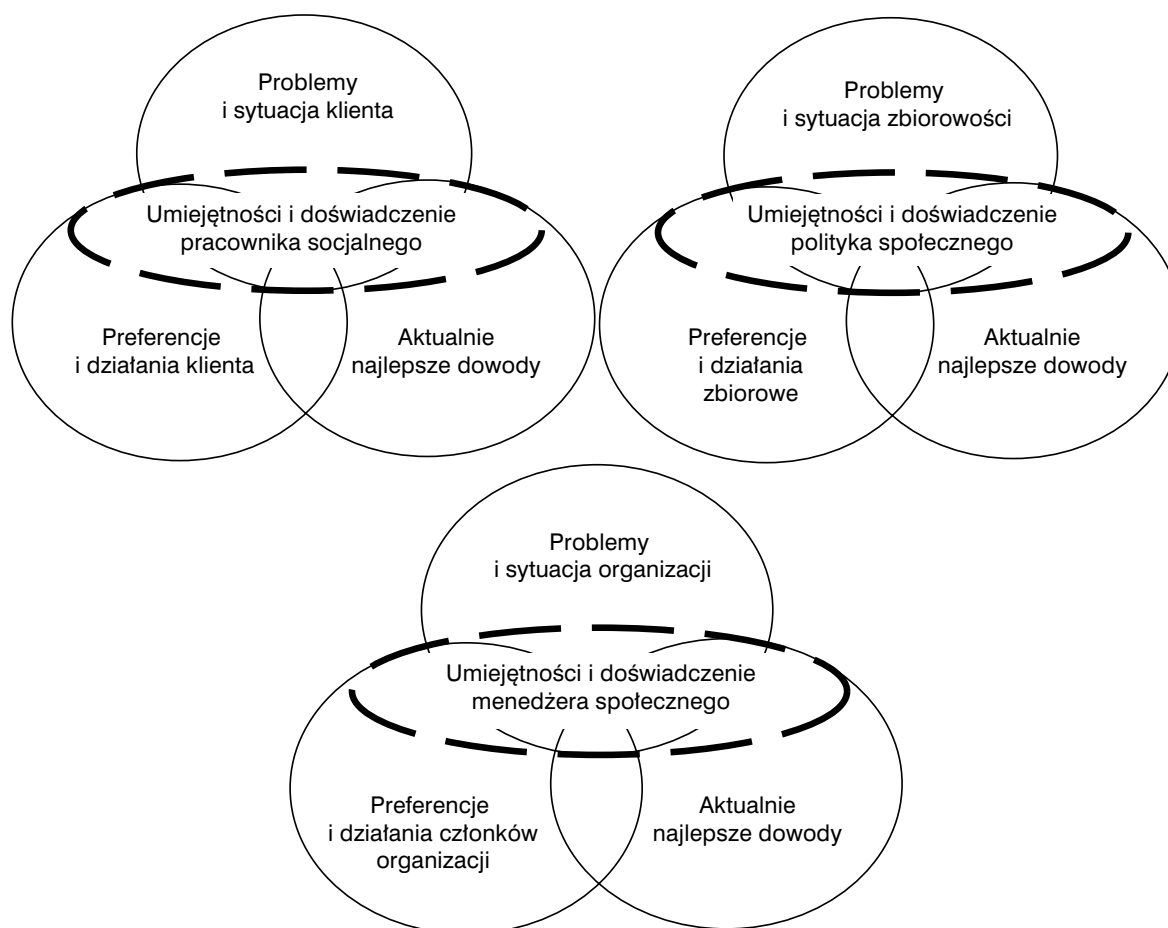 Problemy
i sytuacja klienta
Umiejętności i doświadczenie
pracownika socjalnego
Preferencje
i działania klienta
Aktualnie
najlepsze dowody
Problemy
i sytuacja zbiorowości
Umiejętności i doświadczenie
polityka społecznego
Preferencje
i działania
zbiorowe
Aktualnie
najlepsze dowody
Problemy
i sytuacja organizacji
Umiejętności i doświadczenie
menedżera społecznego
Preferencje
i działania członków
organizacji
Aktualnie
najlepsze dowody